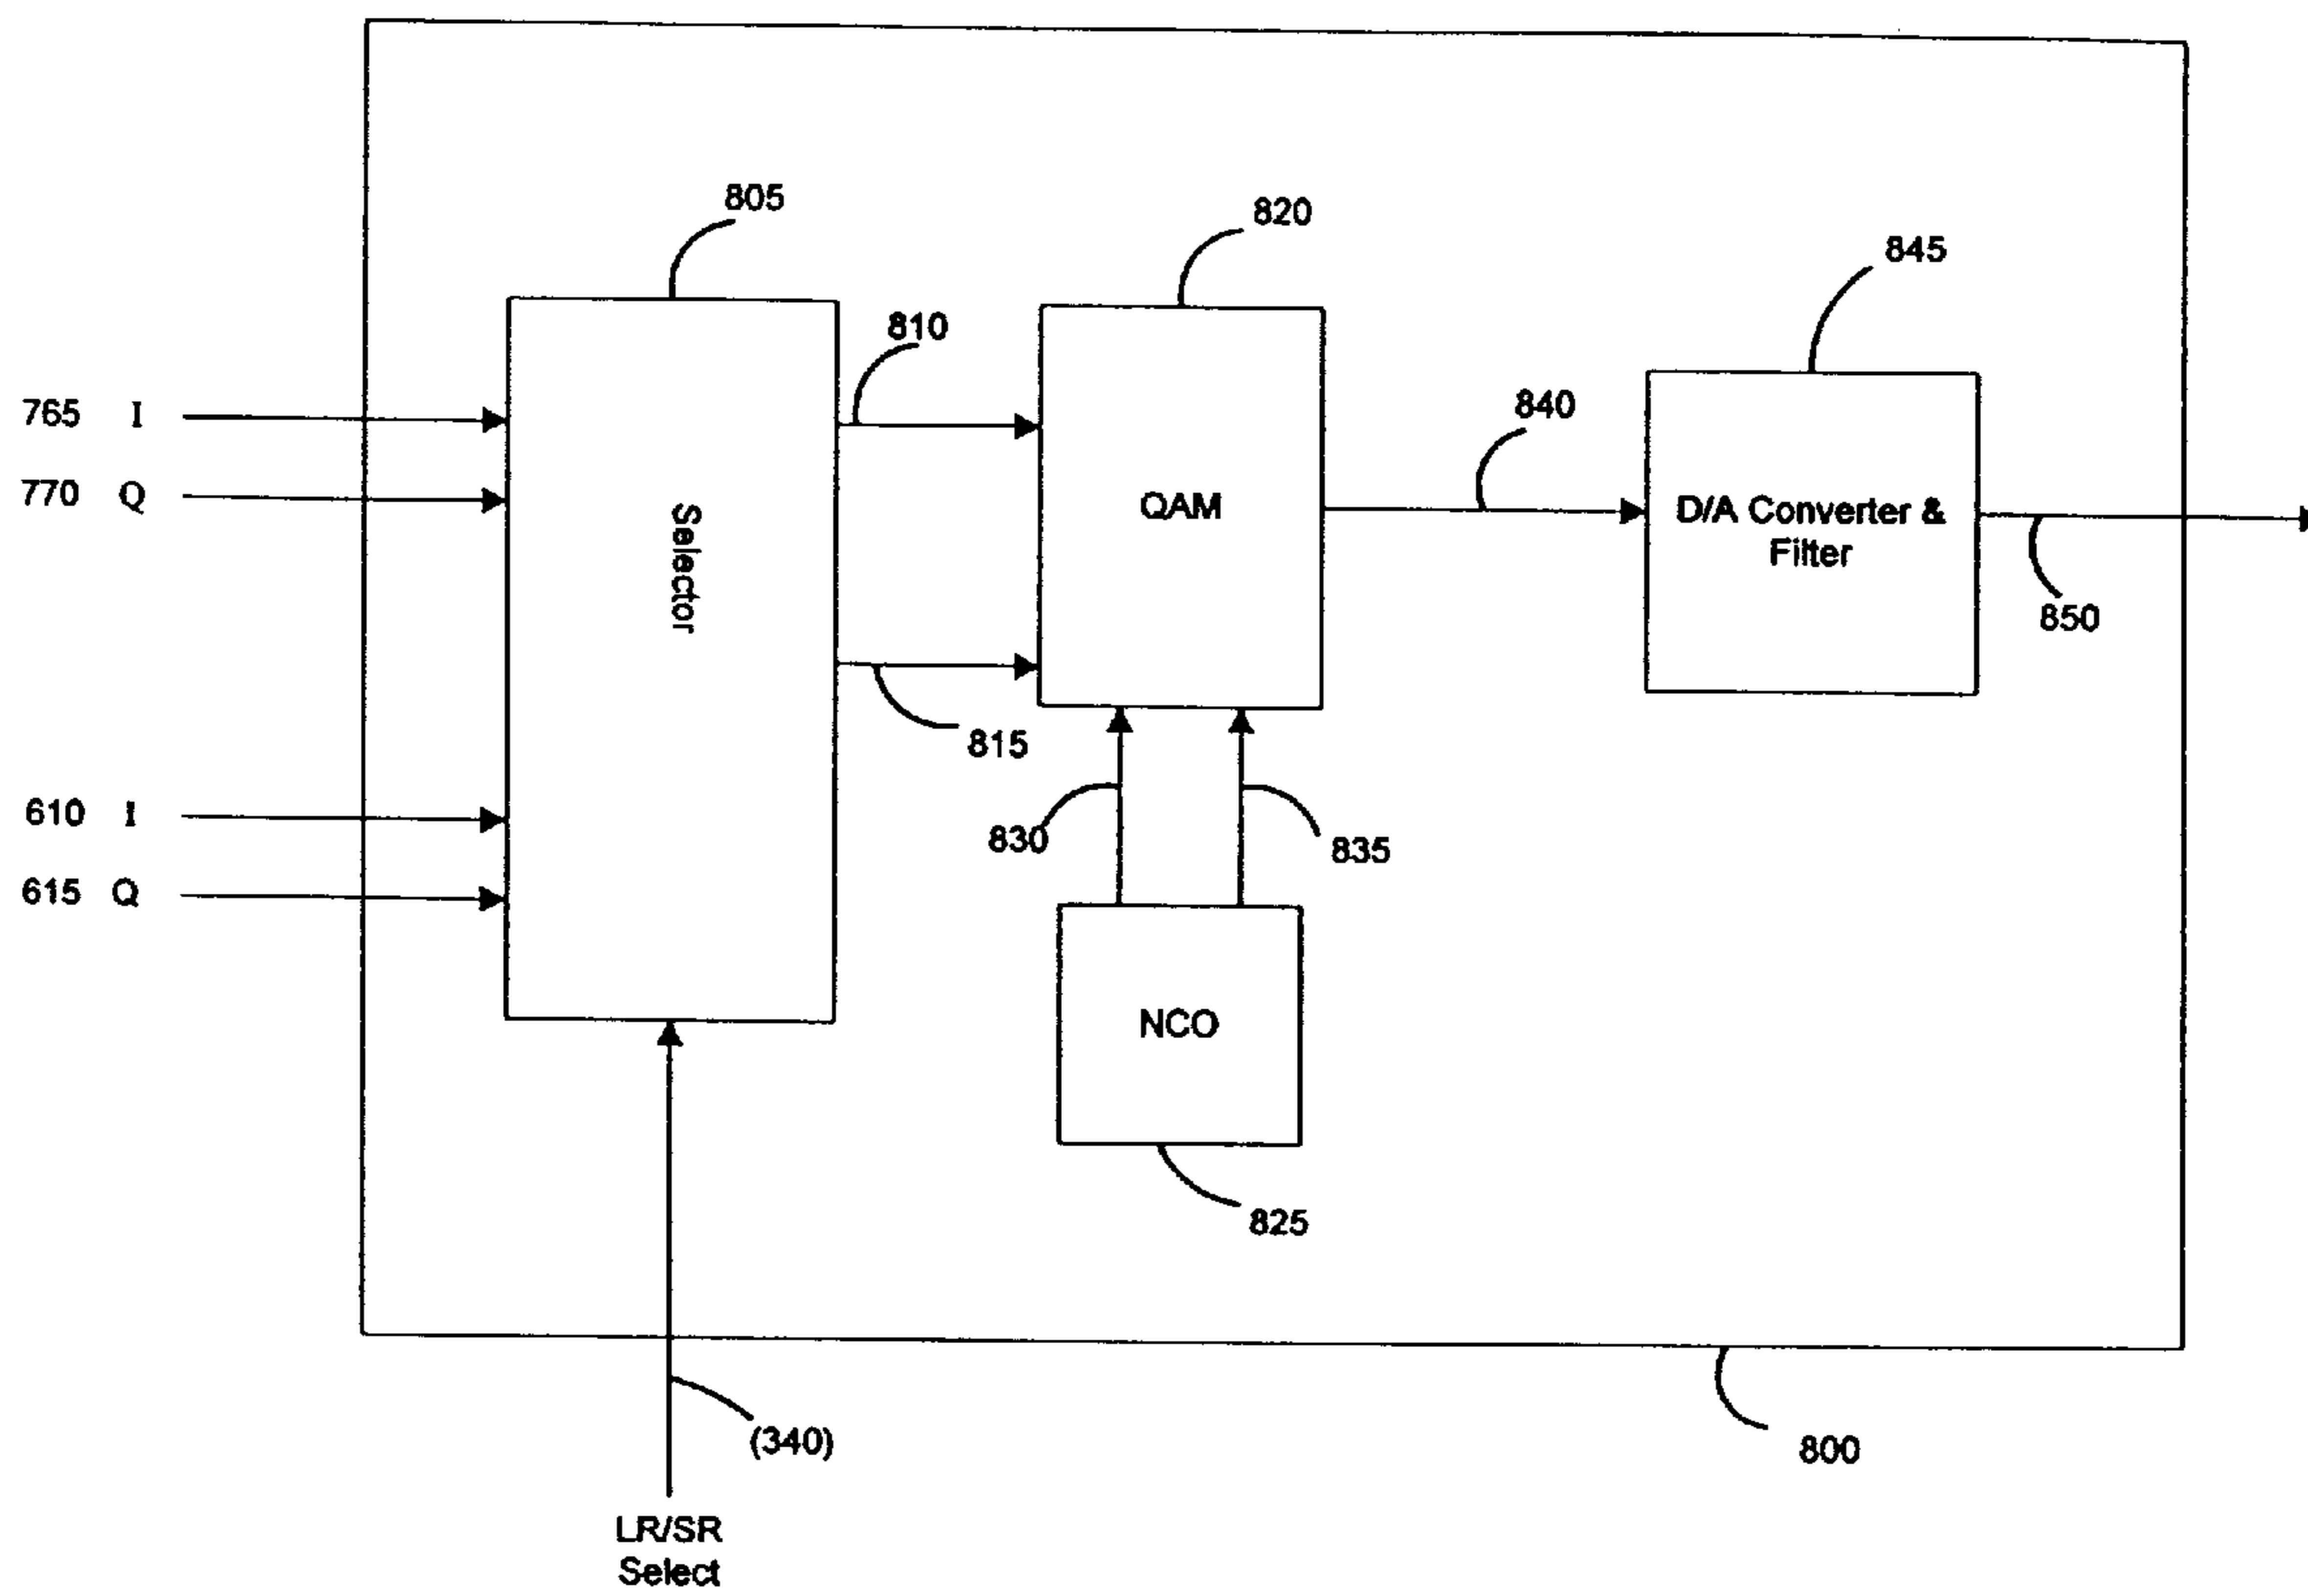 805
820
845
810
765 I
840
770 Q
QAM
D/A Converter &
Filter
Selector
850
815
610 I
830
835
615 Q
NCO
825
(340)
800
LR/SR
Select